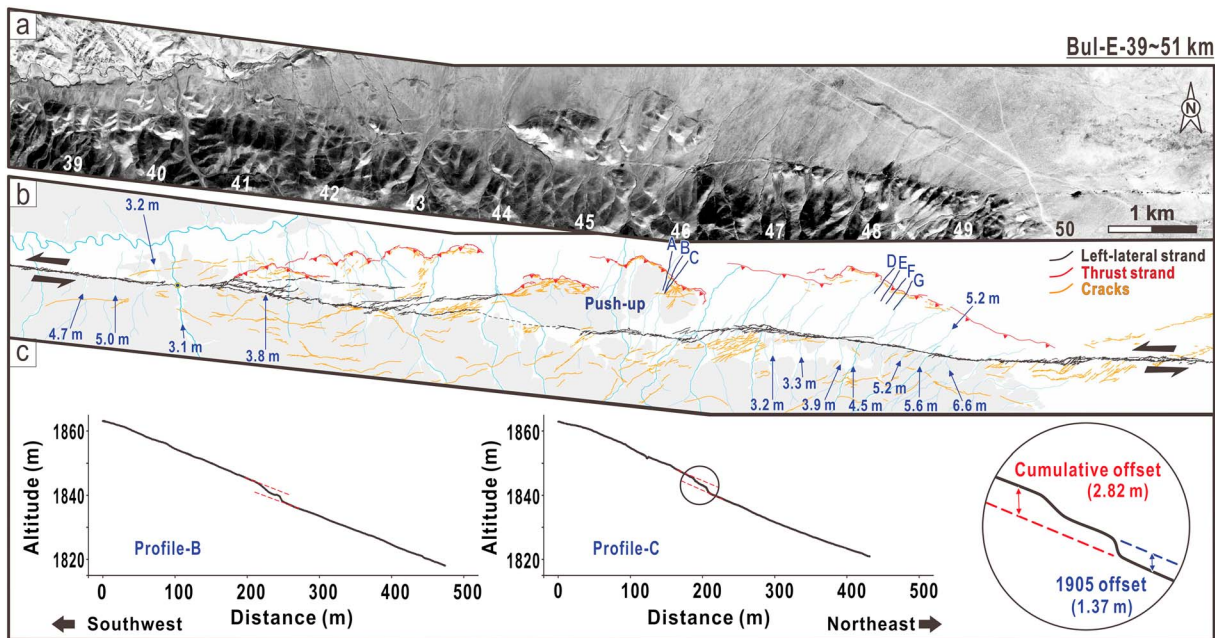 a
Bul-E-39~51 km
N
39
40
41
42
43
44
45
46
47
48
49
50
1 km
b
3.2 m
A
B
C
D
E
F
G
Left-lateral strand
Thrust strand
Cracks
Push-up
5.2 m
4.7 m
5.0 m
3.1 m
3.8 m
3.2 m
3.3 m
3.9 m
4.5 m
5.2 m
5.6 m
6.6 m
c
Altitude (m)
1860
1840
1820
Profile-B
0
100
200
300
400
500
Distance (m)
Southwest
Altitude (m)
1860
1840
1820
Profile-C
0
100
200
300
400
500
Distance (m)
Northeast
Cumulative offset
(2.82 m)
1905 offset
(1.37 m)